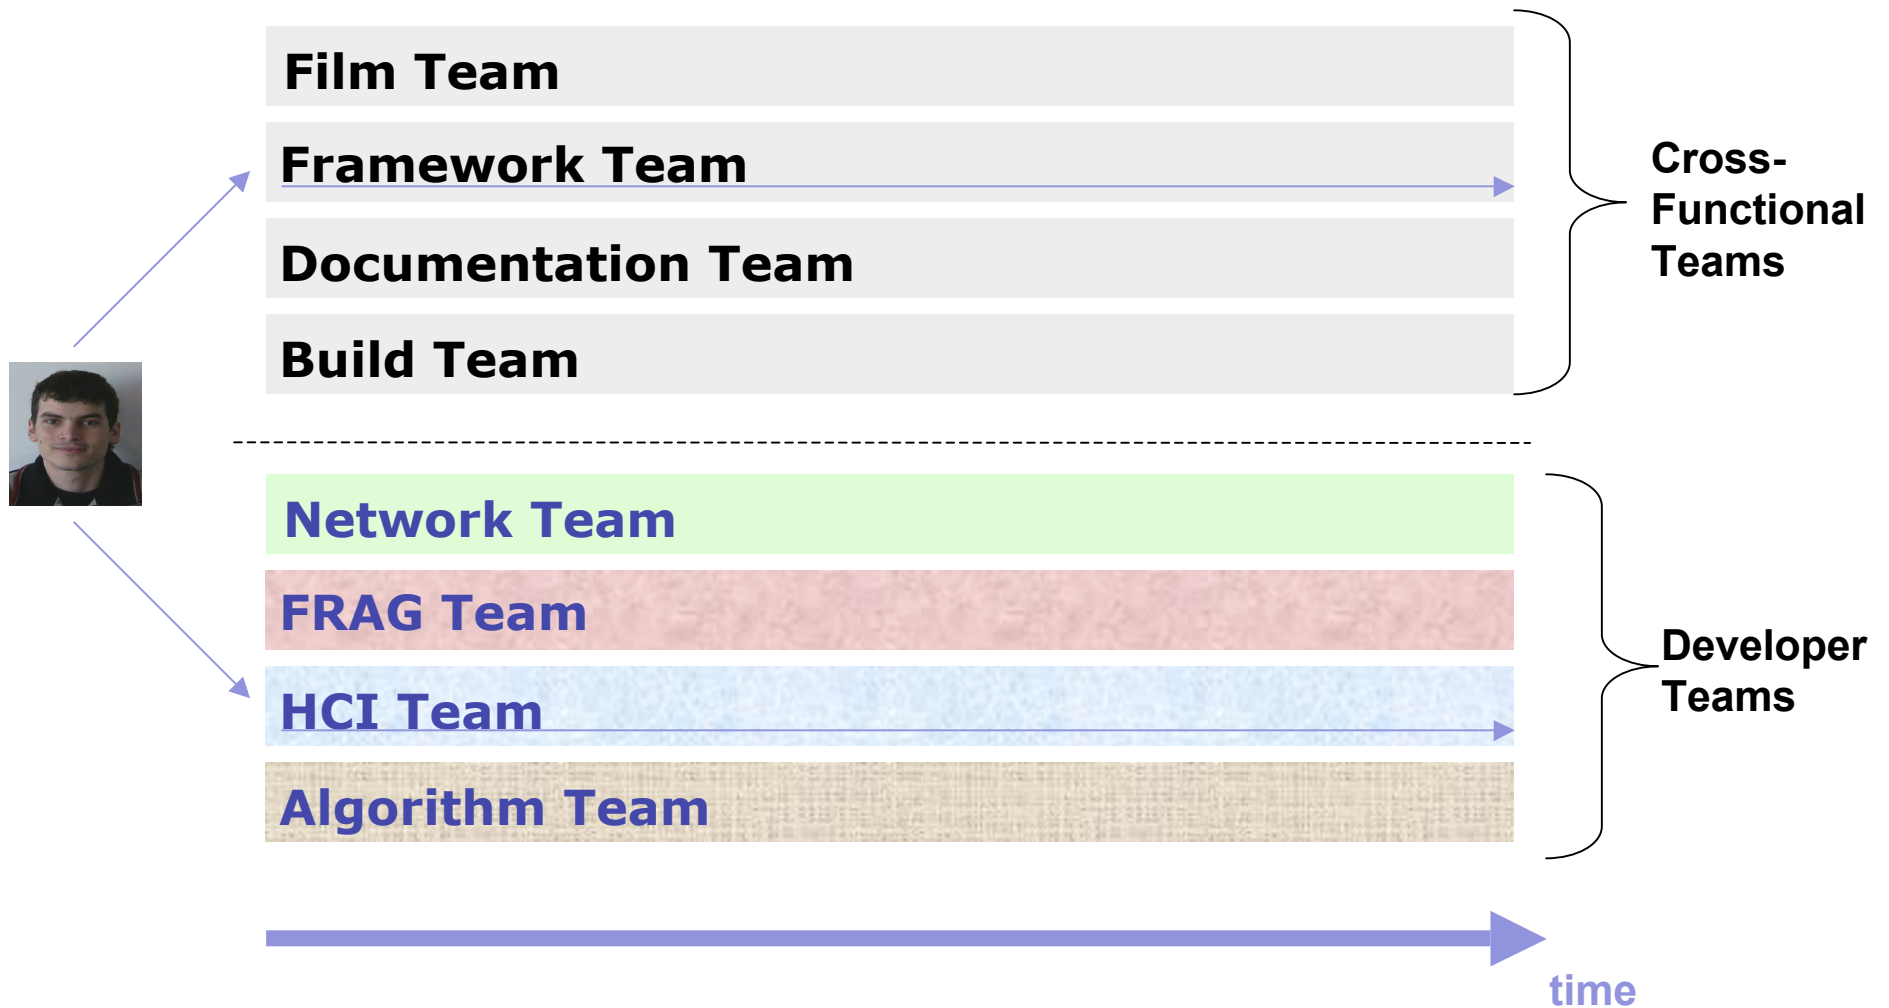 Film Team
Framework Team
Documentation Team
Build Team
Cross-
Functional
Teams
Network Team
FRAG Team
HCI Team
Algorithm Team
Developer
Teams
time